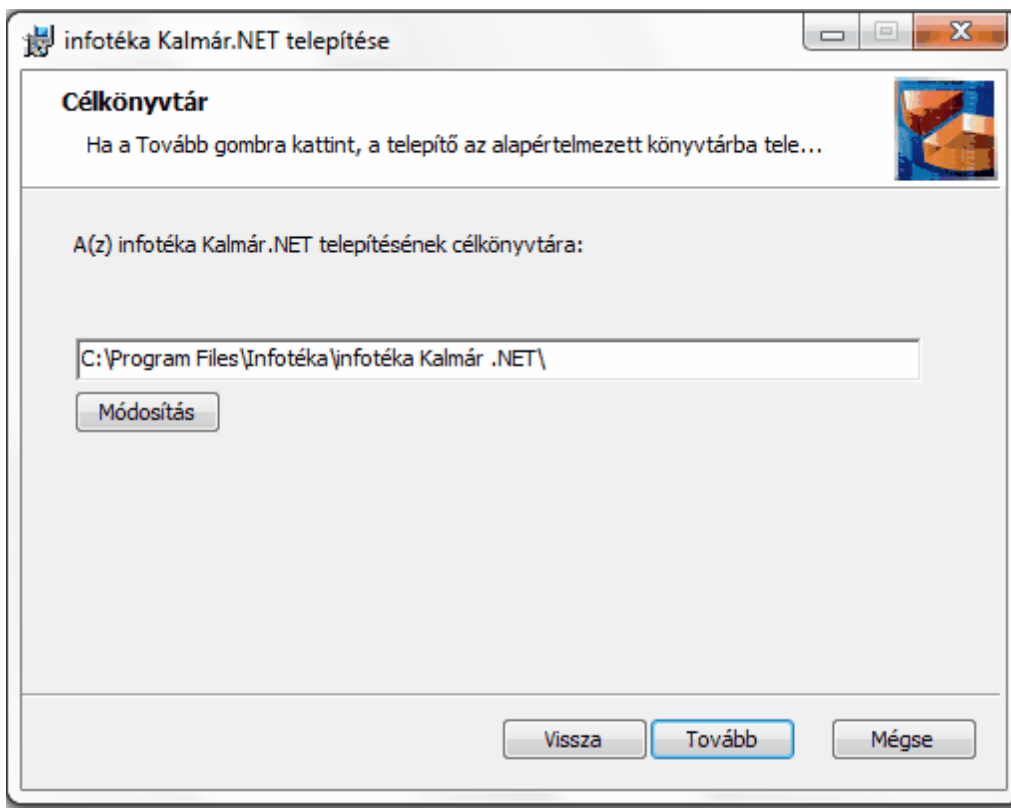 infotéka Kalmár.NET telepítése
Célkönyvtár
Ha a Tovább gombra kattint, a telepítő az alapértelmezett könyvtárba tele...
A(z) infotéka Kalmár.NET telepítésének célkönyvtára:
C:\Program Files\Infotéka\infotéka Kalmár .NET\
Módosítás
Vissza
Tovább
Mégse